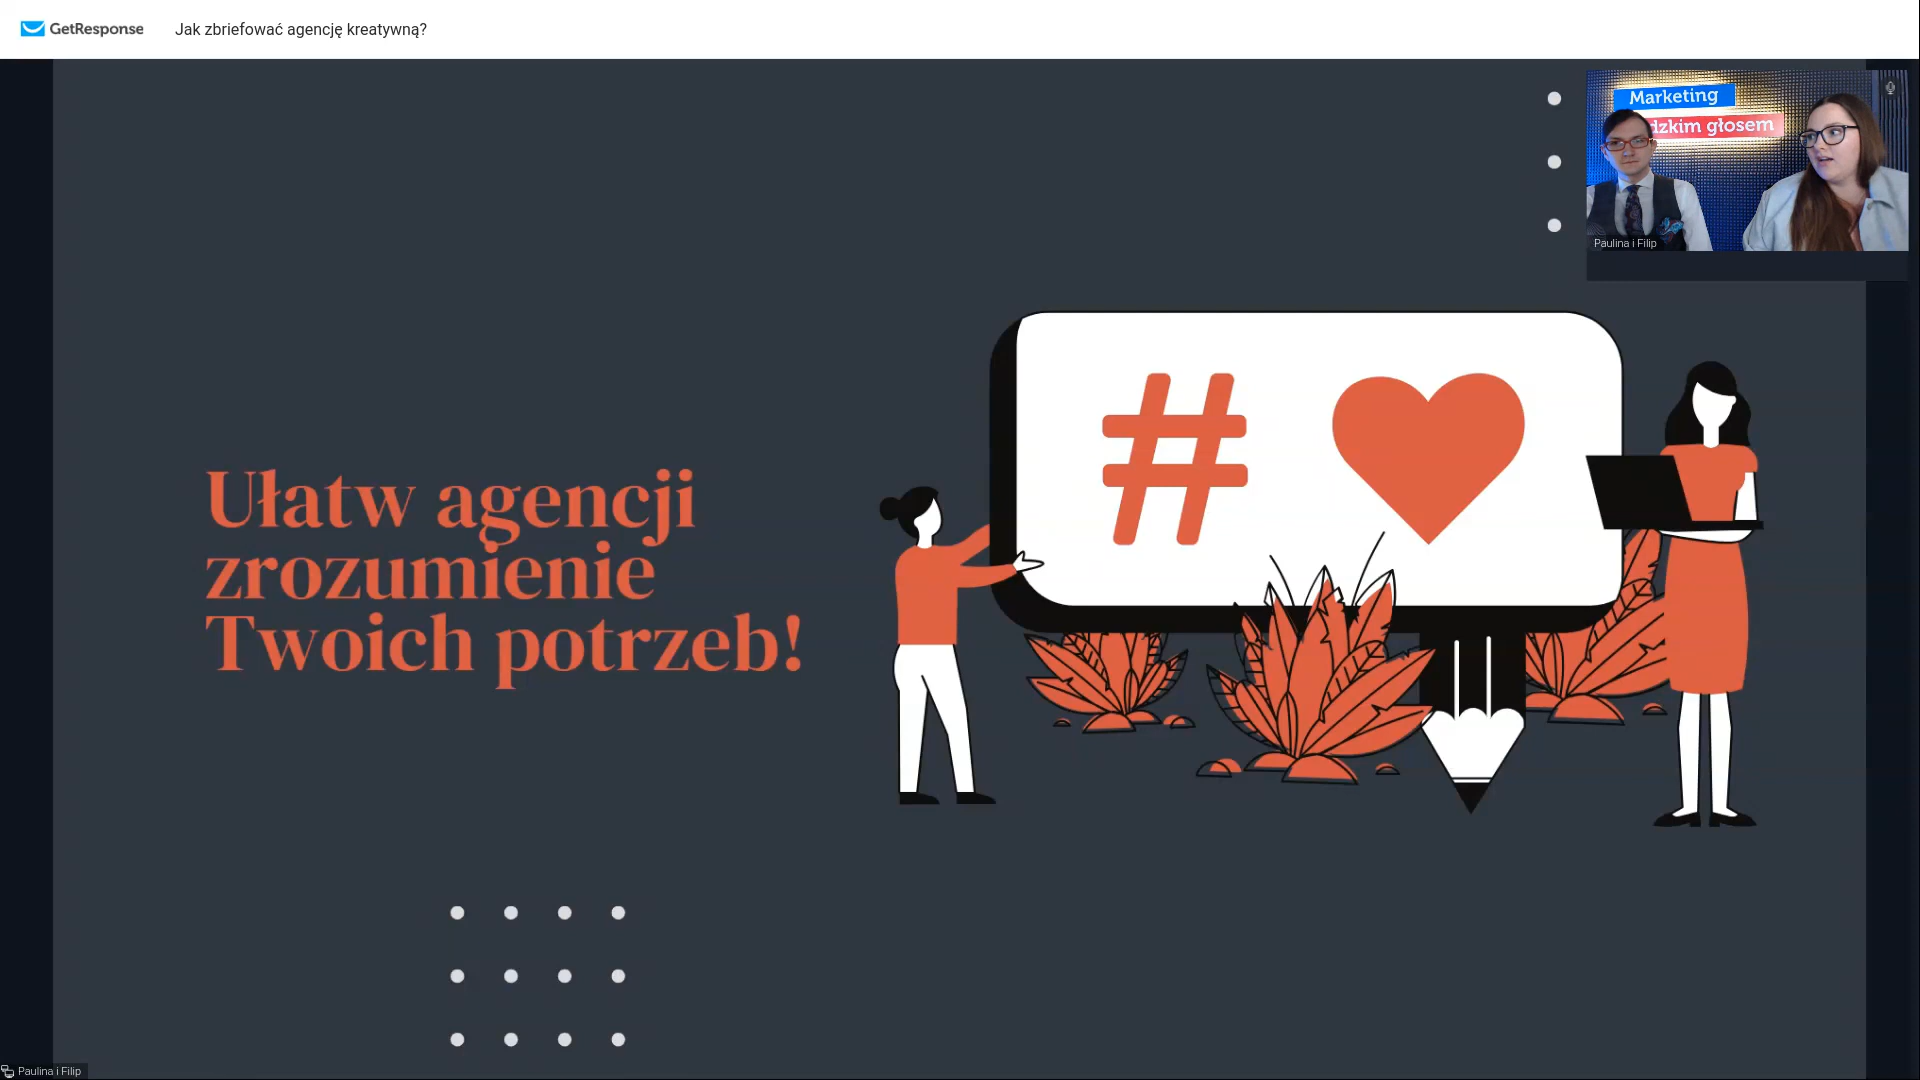 GetResponse
Jak zbriefować agencję kreatywną?
Marketing
dzkim głosem
Paulina i Filip
Ułatw agencji
zrozumienie
Twoich potrzeb!
#
Paulina i Filip